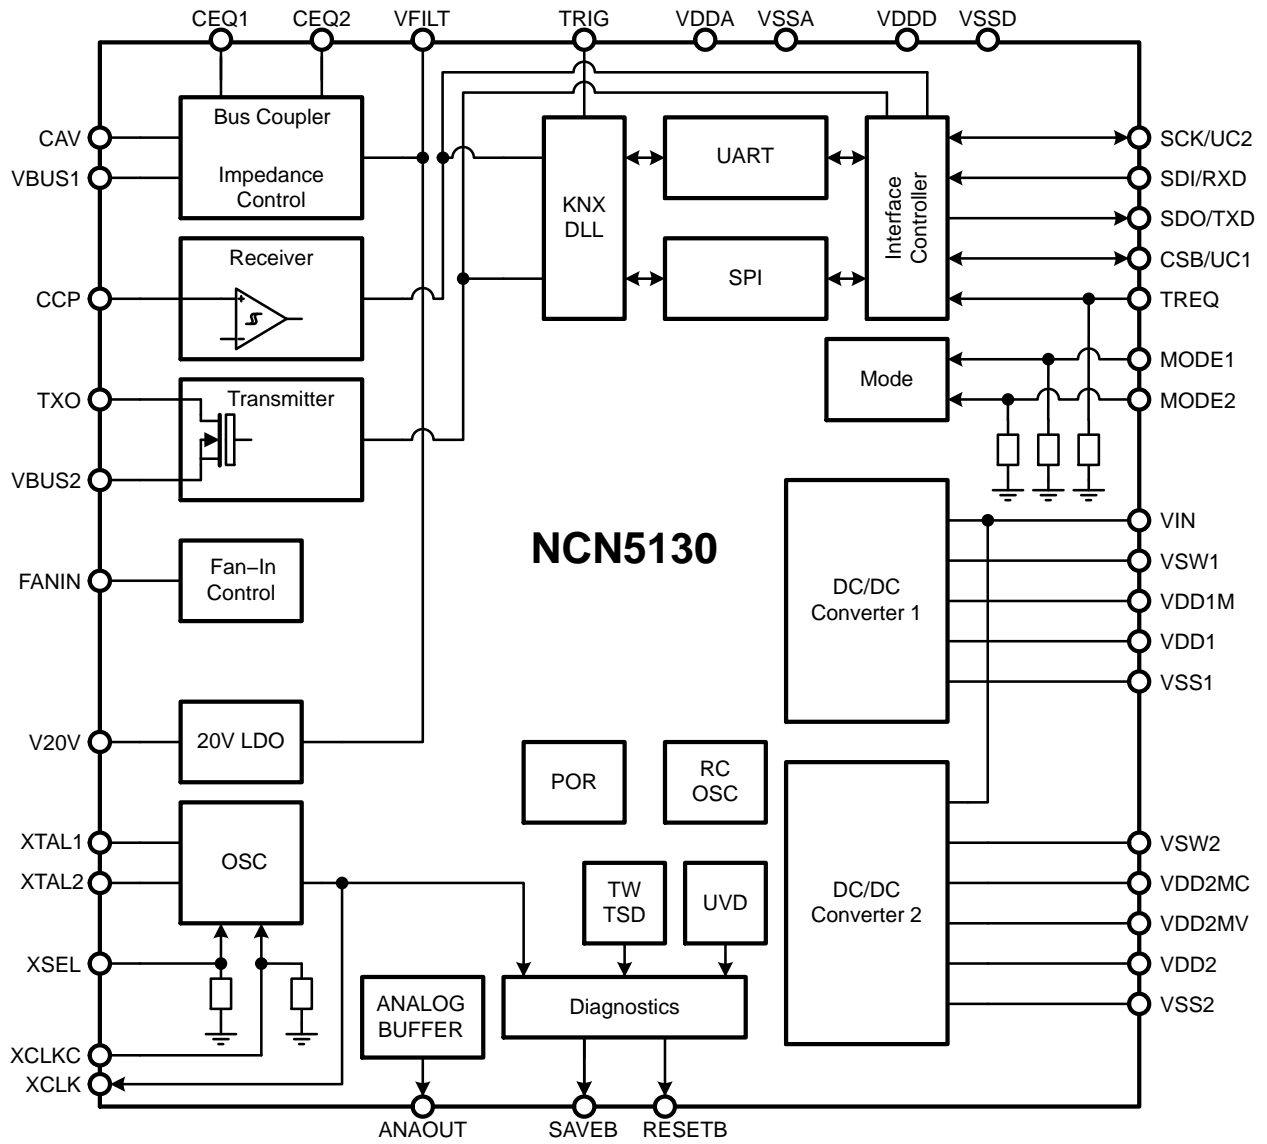 CEQ1 CEQ2 VFILT TRIG VDDA VSSA VDDD VSSD
CAV
VBUS1
CCP
TXO
VBUS2
FANIN
V20V
XTAL1
XTAL2
XSEL
XCLKC
XCLK
Bus Coupler
Impedance
Control
Receiver
+
Transmitter
Fan–In
Control
20V LDO
OSC
KNX
DLL
UART
SPI
Interface
Controller
Mode
NCN5130
DC/DC
Converter 1
DC/DC
Converter 2
POR
RC
OSC
TW
TSD
UVD
ANALOG
BUFFER
Diagnostics
SCK/UC2
SDI/RXD
SDO/TXD
CSB/UC1
TREQ
MODE1
MODE2
VIN
VSW1
VDD1M
VDD1
VSS1
VSW2
VDD2MC
VDD2MV
VDD2
VSS2
ANAOUT SAVEB RESETB